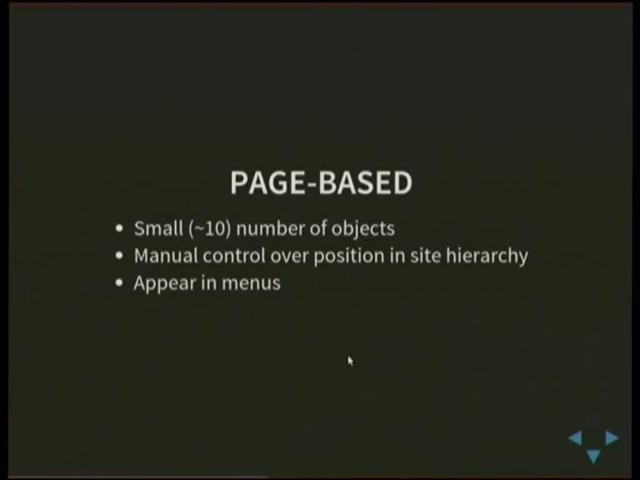 PAGE-BASED
• Small (~10) number of objects
• Manual control over position in site hierarchy
• Appear in menus